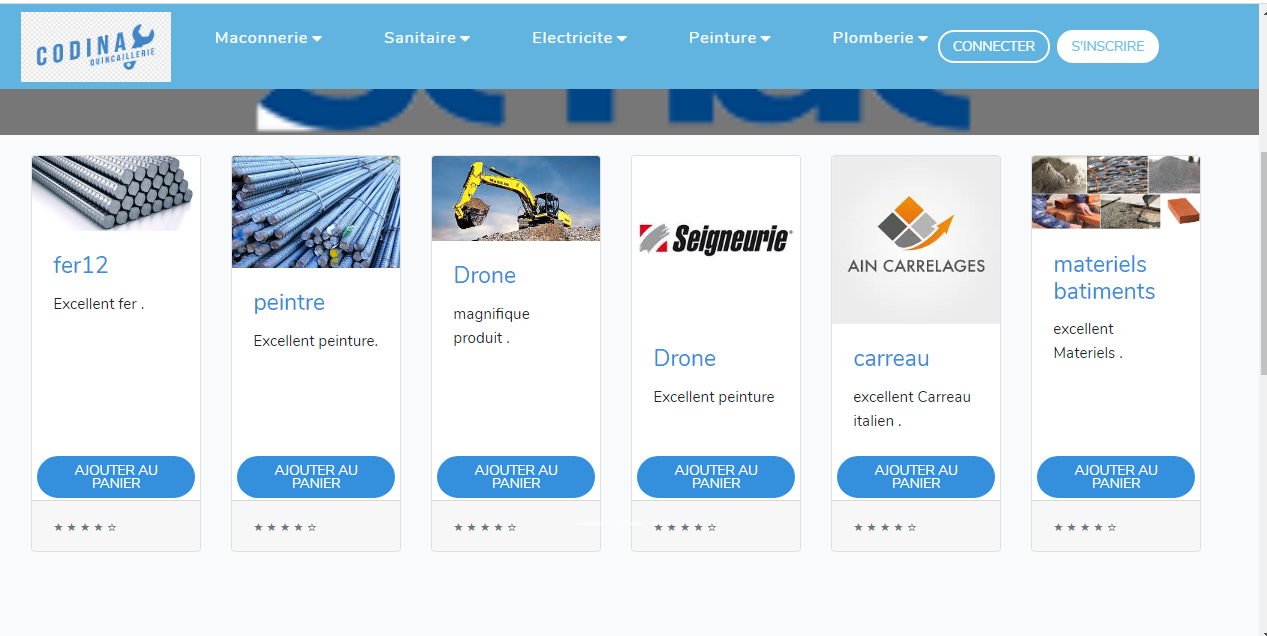 CODINA
QUINCAILLERIE
Maconnerie
Sanitaire
Electricite
Peinture
Plomberie
CONNECTER
S'INSCRIRE
fer12
Excellent fer .
AJOUTER AU
PANIER
peintre
Excellent peinture.
AJOUTER AU
PANIER
Drone
magnifique
produit .
AJOUTER AU
PANIER
Seigneurie
Drone
Excellent peinture
AJOUTER AU
PANIER
AIN CARRELAGES
carreau
excellent Carreau
italien .
AJOUTER AU
PANIER
materiels
batiments
excellent
Materiels .
AJOUTER AU
PANIER